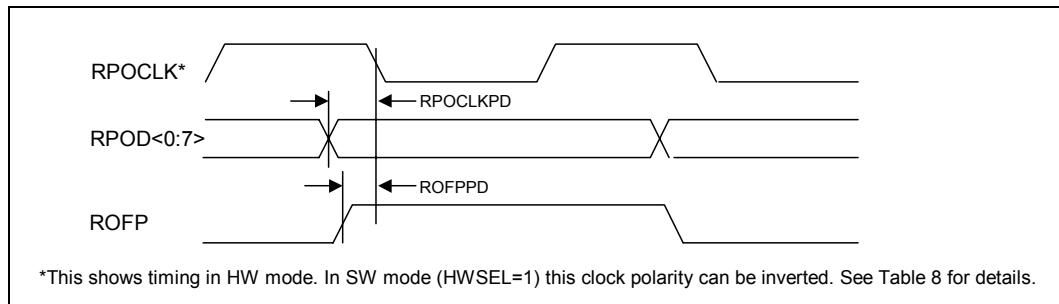 RPOCLK*
RPOCLKPD
RPOD<0:7>
ROFPPD
ROFP
*This shows timing in HW mode. In SW mode (HWSEL=1) this clock polarity can be inverted. See Table 8 for details.